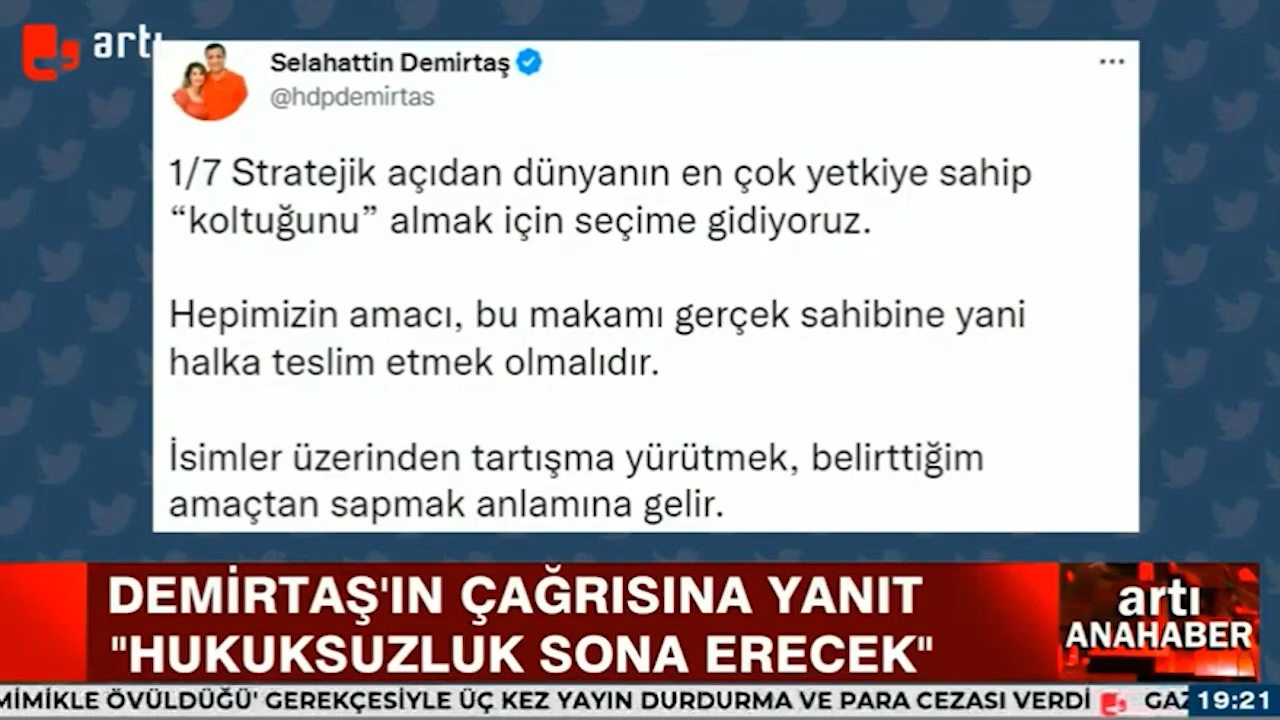 artı
Selahattin Demirtaş
@hdpdemirtas
1/7 Stratejik açıdan dünyanın en çok yetkiye sahip
“koltuğunu” almak için seçime gidiyoruz.
Hepimizin amacı, bu makamı gerçek sahibine yani
halka teslim etmek olmalıdır.
İsimler üzerinden tartışma yürütmek, belirttiğim
amaçtan sapmak anlamına gelir.
DEMİRTAŞ'IN ÇAĞRISINA YANIT
"HUKUKSUZLUK SONA ERECEK"
artı
ANAHABER
MİMİKLE ÖVÜLDÜĞÜ' GEREKÇESİYLE ÜÇ KEZ YAYIN DURDURMA VE PARA CEZASI VERDİ GAZ 19:21